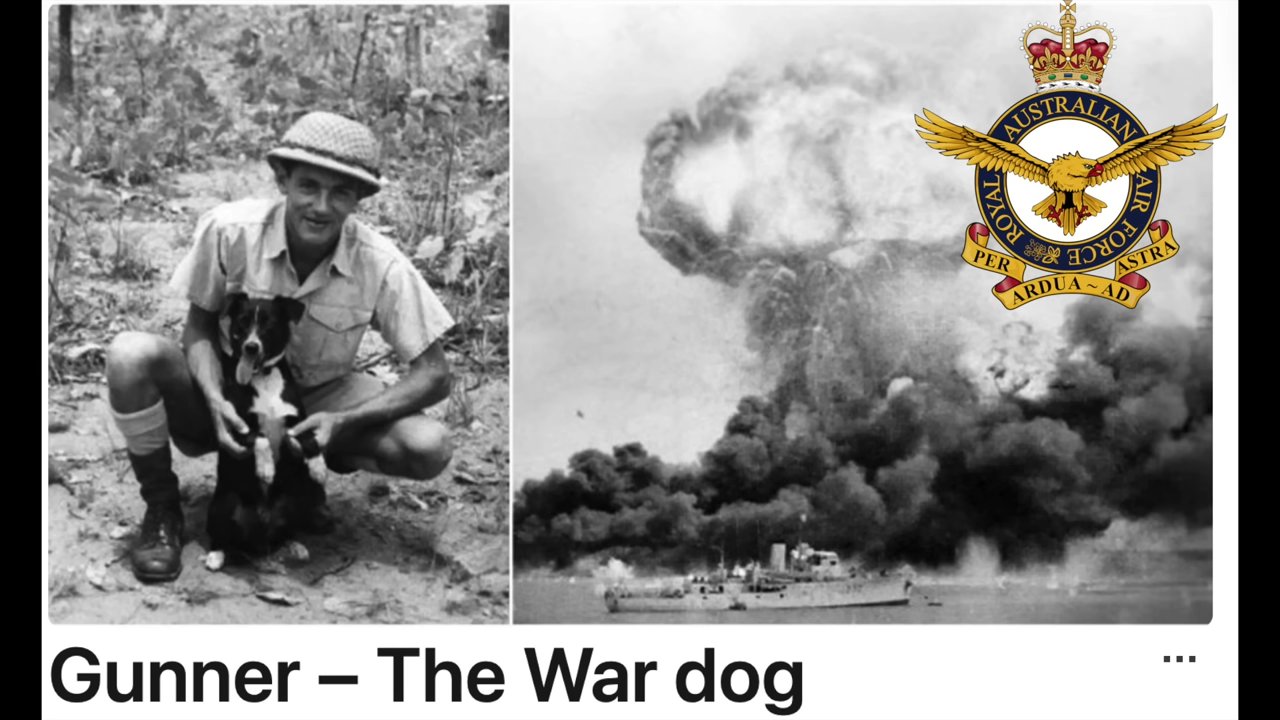 ROYAL AUSTRALIAN AIR FORCE
PER ARDUA ~ AD ASTRA
Gunner – The War dog
...